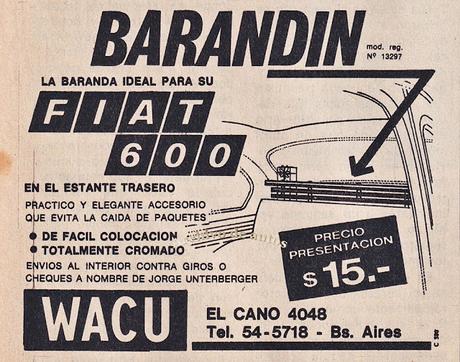 BARANDIN
mod. reg.
Nº 13297
LA BARANDA IDEAL PARA SU
FIAT
600
EN EL ESTANTE TRASERO
PRACTICO Y ELEGANTE ACCESORIO
QUE EVITA LA CAIDA DE PAQUETES
● DE FACIL COLOCACION
● TOTALMENTE CROMADO
ENVIOS AL INTERIOR CONTRA GIROS O
CHEQUES A NOMBRE DE JORGE UNTERBERGER
PRECIO
PRESENTACION
$ 15.-
WACU
EL CANO 4048
Tel. 54-5718 - Bs. Aires